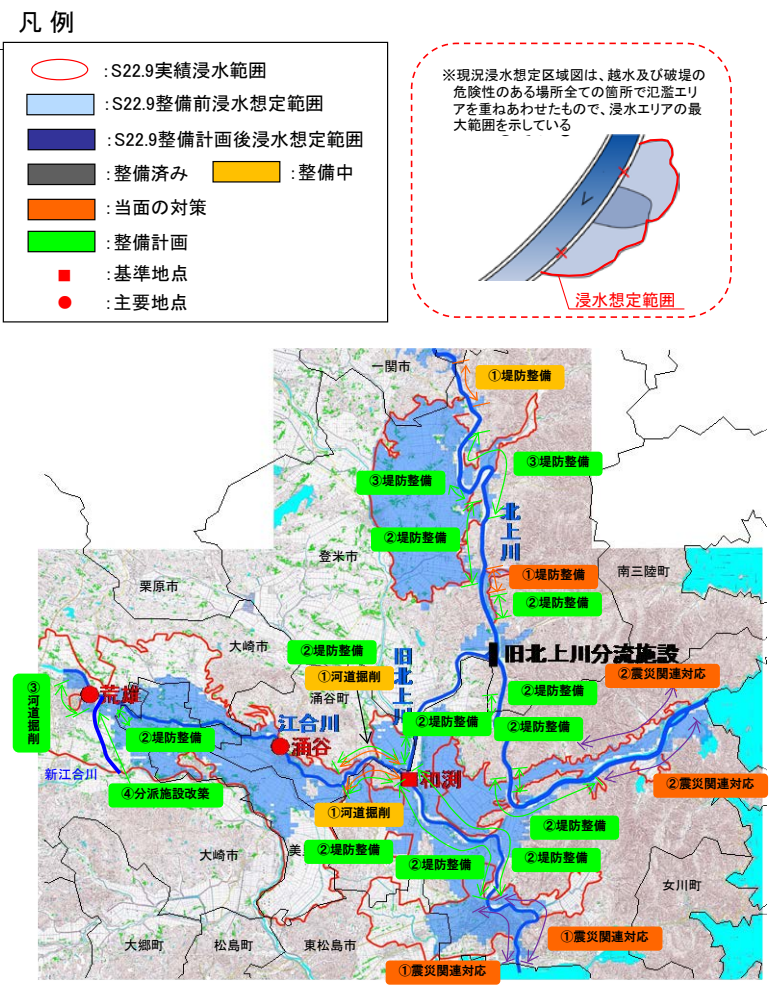 凡 例
:S22.9実績浸水範囲
:S22.9整備前浸水想定範囲
:S22.9整備計画後浸水想定範囲
:整備済み
:整備中
:当面の対策
:整備計画
:基準地点
:主要地点
※現況浸水想定区域図は、越水及び破堤の
危険性のある場所全ての箇所で氾濫エリ
アを重ねあわせたもので、浸水エリアの最
大範囲を示している
浸水想定範囲
一関市
①堤防整備
③堤防整備
③堤防整備
北上川
②堤防整備
登米市
①堤防整備
南三陸町
栗原市
②堤防整備
大崎市
②堤防整備
旧北上川
旧北上川分流施設
①河道掘削
②震災関連対応
③河道掘削
荒雄
涌谷町
②堤防整備
江合川
②堤防整備
②堤防整備
②堤防整備
涌谷
新江合川
和渕
②震災関連対応
④分派施設改築
①河道掘削
②堤防整備
大崎市
美
②堤防整備
②堤防整備
②堤防整備
女川町
大郷町
松島町
東松島市
①震災関連対応
①震災関連対応